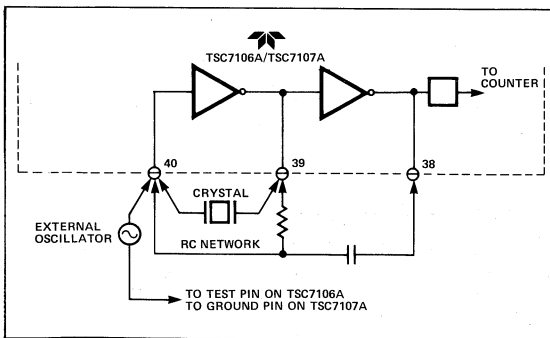 TSC7106A/TSC7107A
TO
COUNTER
40
39
38
CRYSTAL
EXTERNAL
OSCILLATOR
RC NETWORK
TO TEST PIN ON TSC7106A
TO GROUND PIN ON TSC7107A